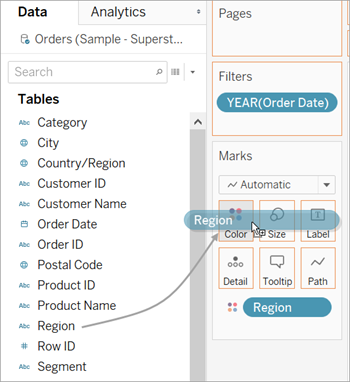 Data
Analytics
Orders (Sample - Superst...
Search
Tables
Abc Category
City
Country/Region
Abc Customer ID
Abc Customer Name
Order Date
Abc Order ID
Postal Code
Abc Product ID
Abc Product Name
Abc Region
# Row ID
Abc Segment
Pages
Filters
YEAR(Order Date)
Marks
Automatic
Region
Color
Size
T
Label
Detail
Tooltip
Path
Region